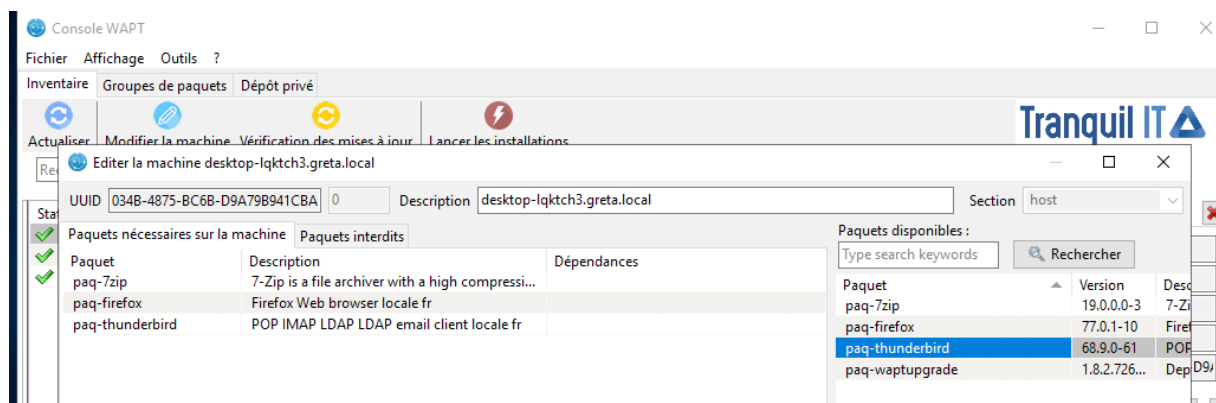 Console WAPT
Fichier Affichage Outils ?
Inventaire Groupes de paquets Dépôt privé
Tranquil IT
Actualiser Modifier la machine Vérification des mises à jour Lancer les installations
Editer la machine desktop-lqktch3.greta.local
UUID 034B-4875-BC6B-D9A79B941CBA 0 Description desktop-lqktch3.greta.local Section host
Paquets nécessaires sur la machine Paquets interdits
Paquets disponibles :
Type search keywords Rechercher
Paquet Description Dépendances
paq-7zip 7-Zip is a file archiver with a high compressi...
paq-firefox Firefox Web browser locale fr
paq-thunderbird POP IMAP LDAP LDAP email client locale fr
Paquet Version Desc
paq-7zip 19.0.0.0-3 7-Zi
paq-firefox 77.0.1-10 Firef
paq-thunderbird 68.9.0-61 POP
paq-waptupgrade 1.8.2.726... Dep